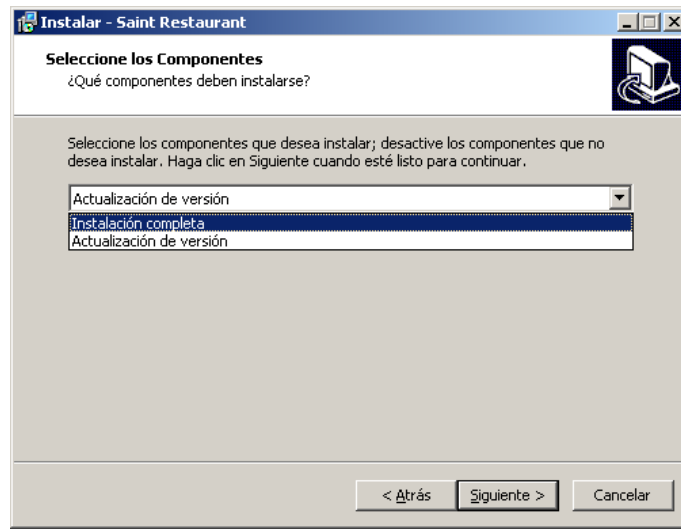 Instalar - Saint Restaurant
Seleccione los Componentes
¿Qué componentes deben instalarse?
Seleccione los componentes que desea instalar; desactive los componentes que no
desea instalar. Haga clic en Siguiente cuando esté listo para continuar.
Actualización de versión
Instalación completa
Actualización de versión
< Atrás
Siguiente >
Cancelar